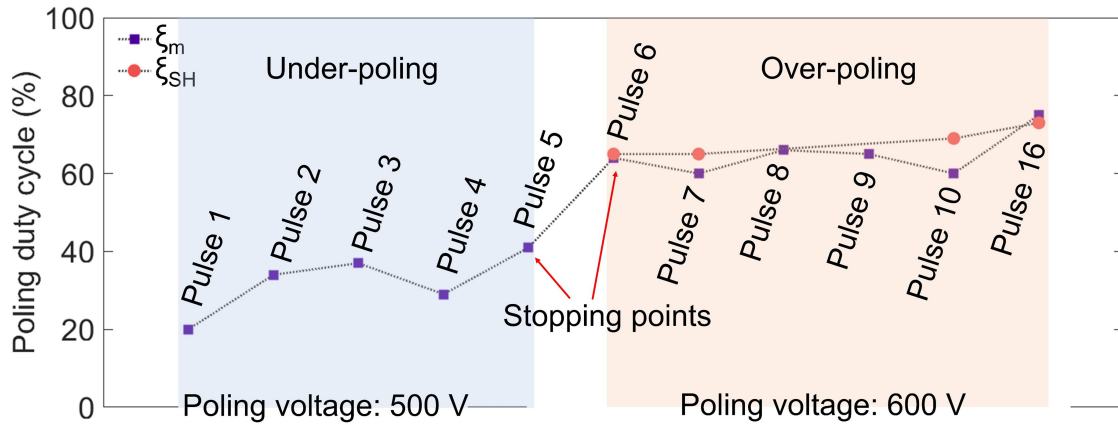 100
80
60
40
20
0
Poling duty cycle (%)
ξm
ξSH
Under-poling
Over-poling
Pulse 1
Pulse 2
Pulse 3
Pulse 4
Pulse 5
Pulse 6
Pulse 7
Pulse 8
Pulse 9
Pulse 10
Pulse 16
Stopping points
Poling voltage: 500 V
Poling voltage: 600 V